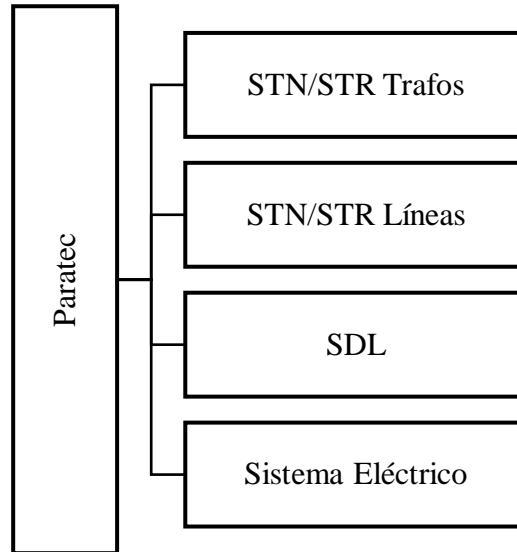 Paratec
STN/STR Trafos
STN/STR Líneas
SDL
Sistema Eléctrico